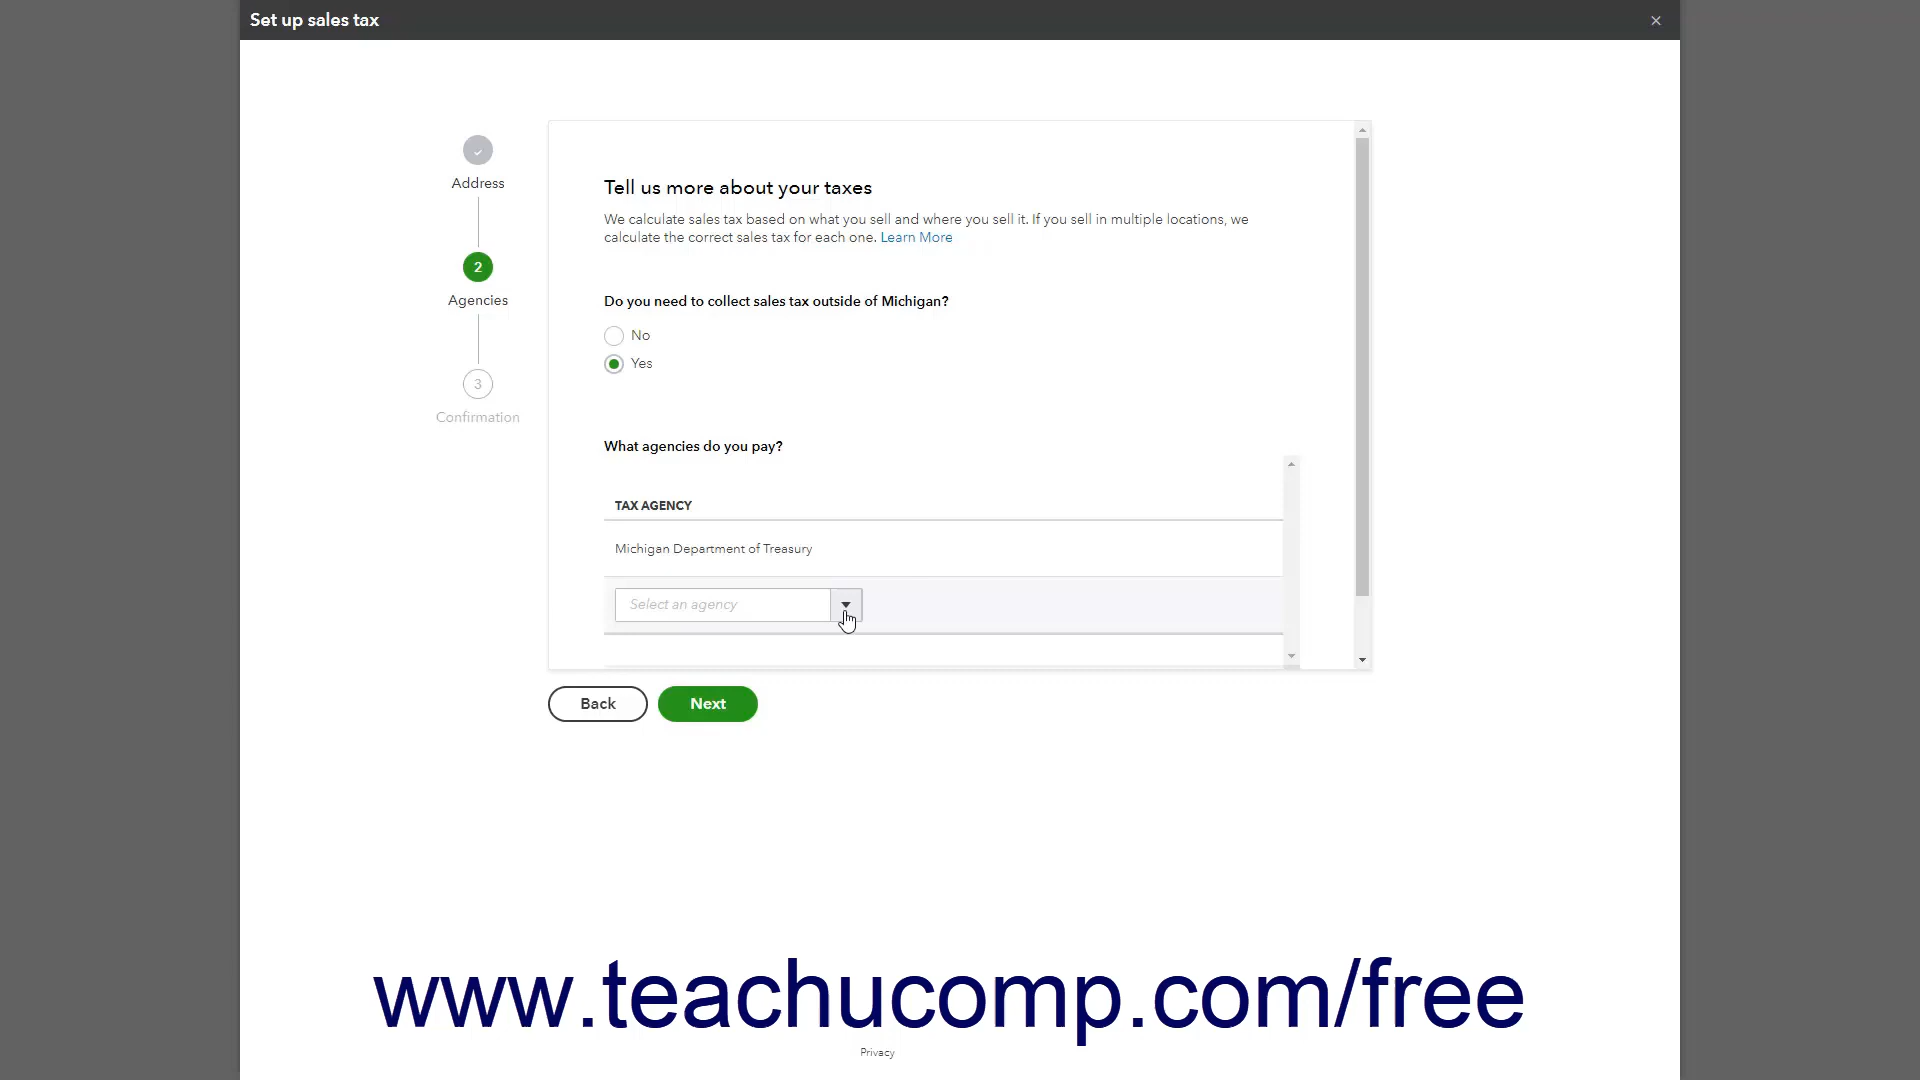 Set up sales tax
Address
2
Agencies
3
Confirmation
Tell us more about your taxes
We calculate sales tax based on what you sell and where you sell it. If you sell in multiple locations, we
calculate the correct sales tax for each one. Learn More
Do you need to collect sales tax outside of Michigan?
No
Yes
What agencies do you pay?
TAX AGENCY
Michigan Department of Treasury
Select an agency
Back
Next
www.teachucomp.com/free
Privacy